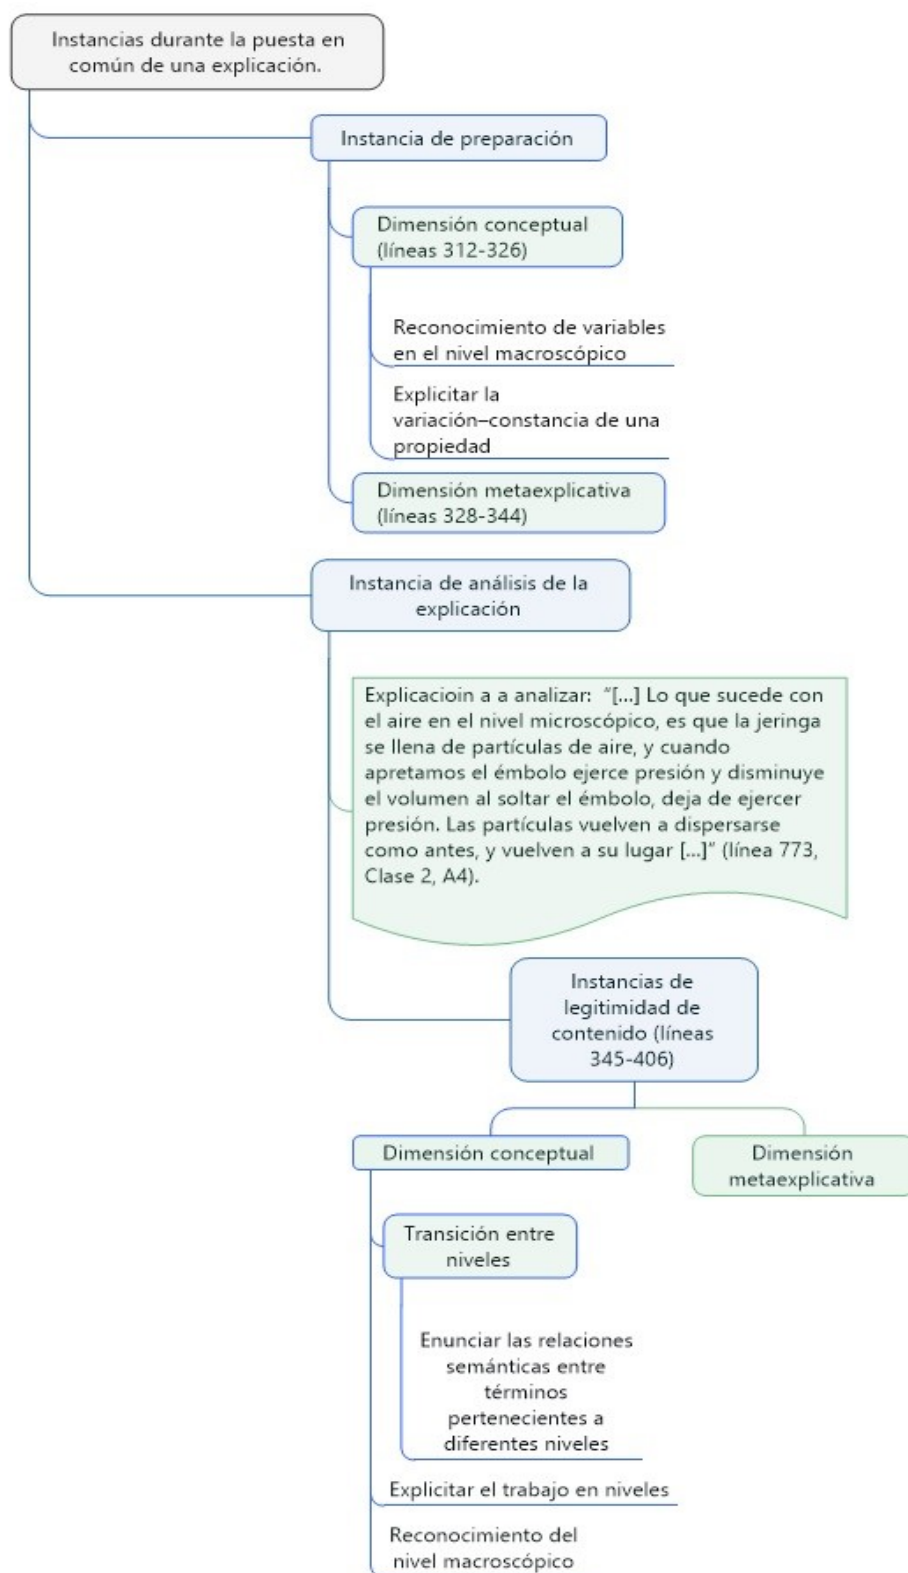 Instancias durante la puesta en
común de una explicación.
Instancia de preparación
Dimensión conceptual
(líneas 312-326)
Reconocimiento de variables
en el nivel macroscópico
Explicitar la
variación–constancia de una
propiedad
Dimensión metaexplicativa
(líneas 328-344)
Instancia de análisis de la
explicación
Explicacioin a a analizar: “[...] Lo que sucede con
el aire en el nivel microscópico, es que la jeringa
se llena de partículas de aire, y cuando
apretamos el émbolo ejerce presión y disminuye
el volumen al soltar el émbolo, deja de ejercer
presión. Las partículas vuelven a dispersarse
como antes, y vuelven a su lugar [...]” (línea 773,
Clase 2, A4).
Instancias de
legitimidad de
contenido (líneas
345-406)
Dimensión conceptual
Dimensión
metaexplicativa
Transición entre
niveles
Enunciar las relaciones
semánticas entre
términos
pertenecientes a
diferentes niveles
Explicitar el trabajo en niveles
Reconocimiento del
nivel macroscópico